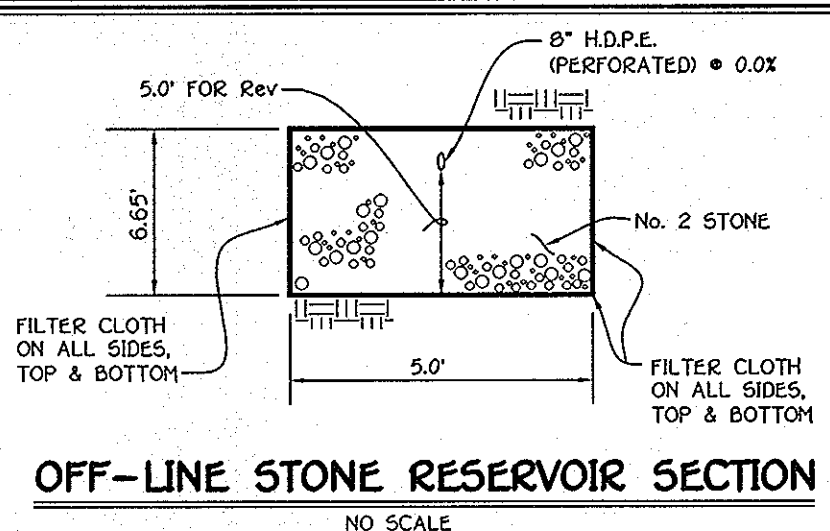 8" H.D.P.E.
(PERFORATED) @ 0.0%
5.0' FOR Rev
6.65'
No. 2 STONE
FILTER CLOTH
ON ALL SIDES,
TOP & BOTTOM
5.0'
FILTER CLOTH
ON ALL SIDES,
TOP & BOTTOM
OFF-LINE STONE RESERVOIR SECTION
NO SCALE